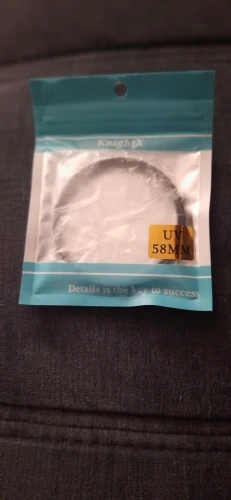 KnightX
UV
58MM
Details is the key to success